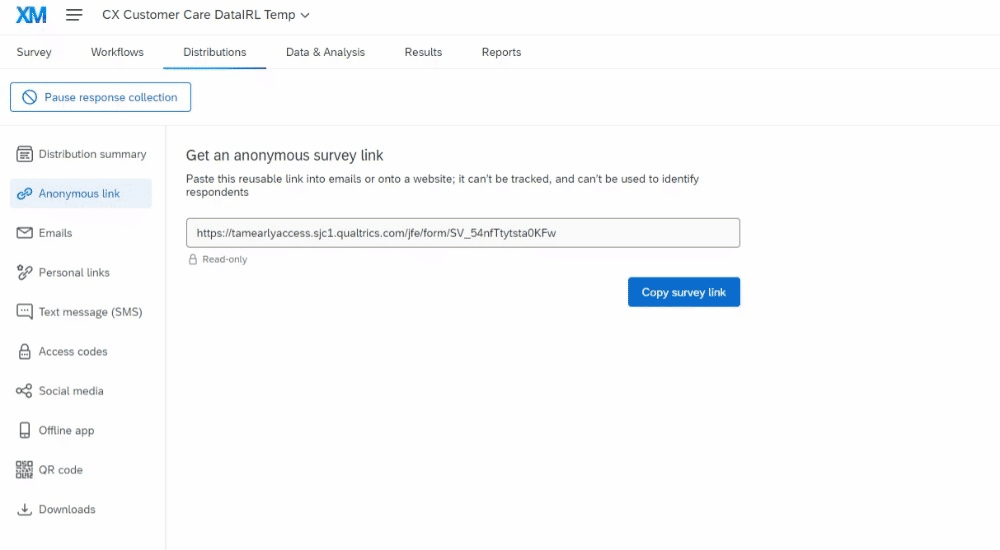 XM
CX Customer Care DataIRL Temp
Survey Workflows Distributions Data & Analysis Results Reports
Pause response collection
Distribution summary
Anonymous link
Emails
Personal links
Text message (SMS)
Access codes
Social media
Offline app
QR code
Downloads
Get an anonymous survey link
Paste this reusable link into emails or onto a website; it can't be tracked, and can't be used to identify
respondents
https://tamearlyaccess.sjc1.qualtrics.com/jfe/form/SV_54nfTtytsta0KFw
Read-only
Copy survey link